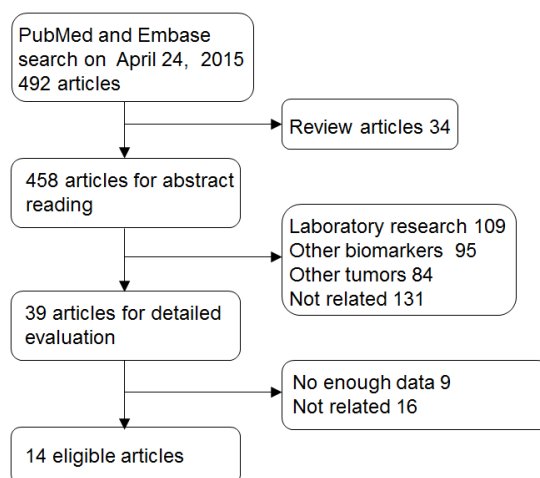 PubMed and Embase
search on April 24, 2015
492 articles
Review articles 34
458 articles for abstract
reading
Laboratory research 109
Other biomarkers 95
Other tumors 84
Not related 131
39 articles for detailed
evaluation
No enough data 9
Not related 16
14 eligible articles